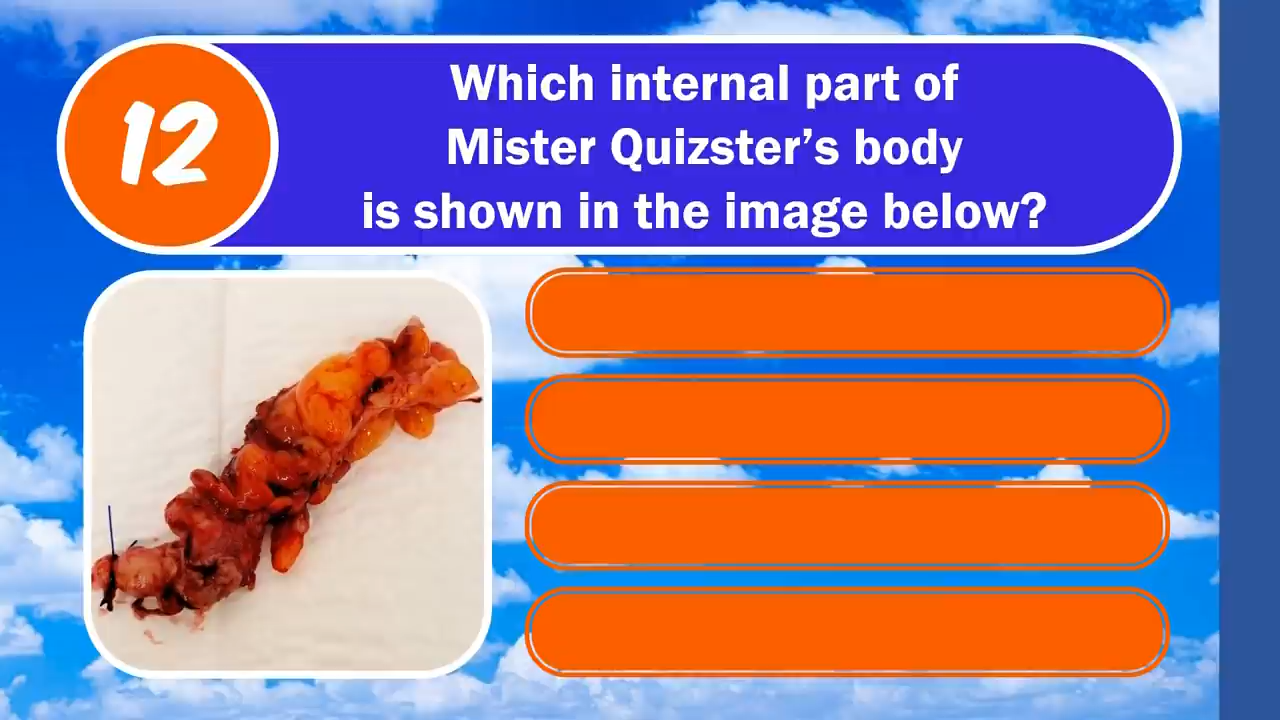 12
Which internal part of
Mister Quizster’s body
is shown in the image below?